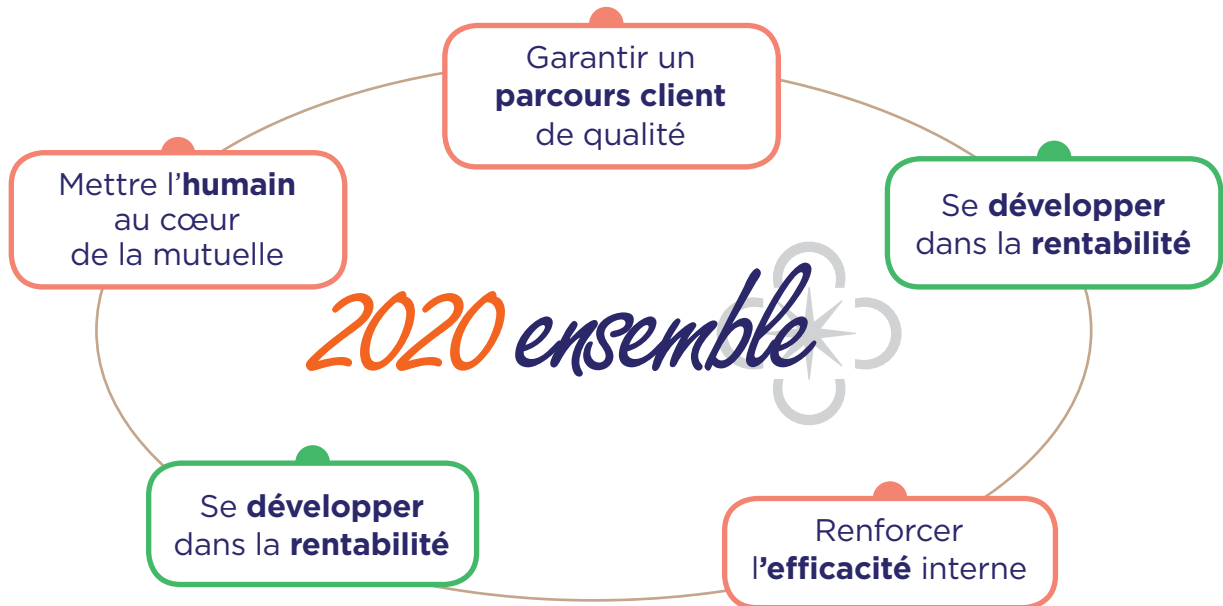 Garantir un
parcours client
de qualité
Mettre l’humain
au cœur
de la mutuelle
Se développer
dans la rentabilité
2020 ensemble
Se développer
dans la rentabilité
Renforcer
l’efficacité interne